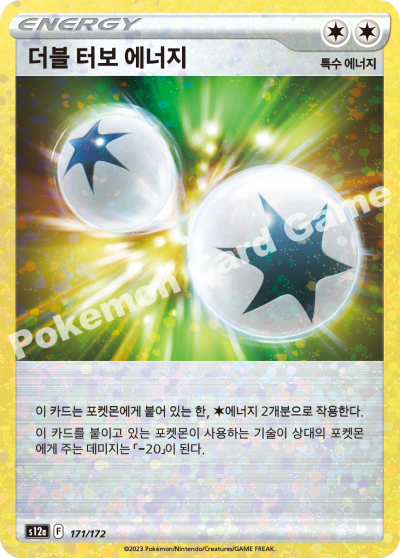 ENERGY
더블 터보 에너지
특수 에너지
Pokémon Card Game
이 카드는 포켓몬에게 붙어 있는 한, 에너지 2개분으로 작용한다.
이 카드를 붙이고 있는 포켓몬이 사용하는 기술이 상대의 포켓몬
에게 주는 데미지는 「-20」이 된다.
s12a F 171/172
©2023 Pokémon/Nintendo/Creatures/GAME FREAK.